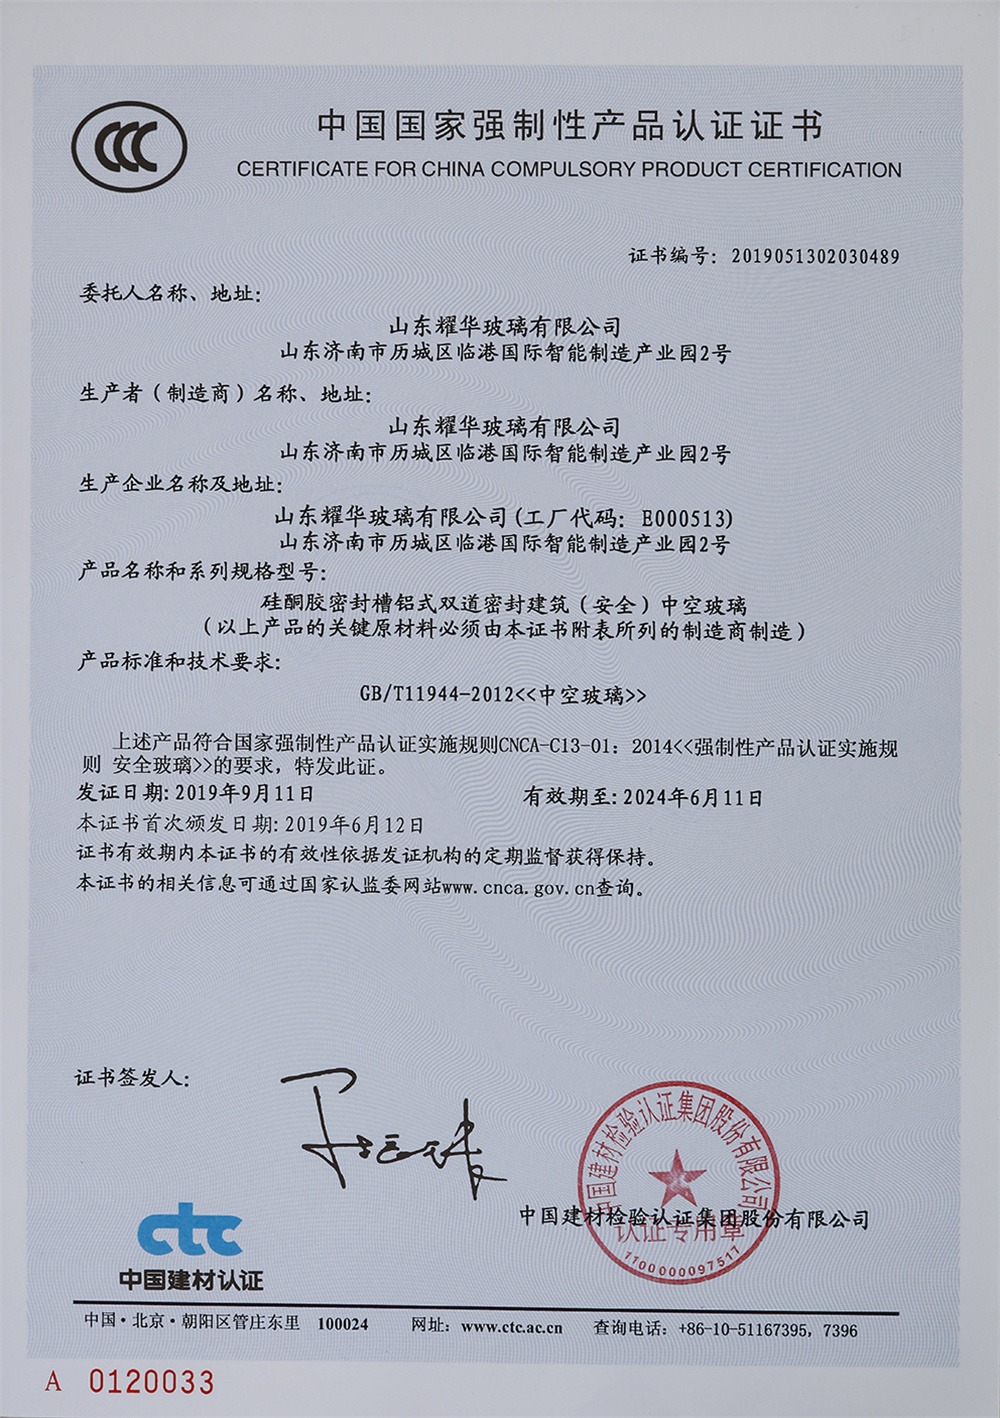 中国国家强制性产品认证证书
CERTIFICATE FOR CHINA COMPULSORY PRODUCT CERTIFICATION
证书编号：2019051302030489
委托人名称、地址：
山东耀华玻璃有限公司
山东济南市历城区临港国际智能制造产业园2号
生产者（制造商）名称、地址：
山东耀华玻璃有限公司
山东济南市历城区临港国际智能制造产业园2号
生产企业名称及地址：
山东耀华玻璃有限公司(工厂代码：E000513)
山东济南市历城区临港国际智能制造产业园2号
产品名称和系列规格型号：
硅酮胶密封槽铝式双道密封建筑（安全）中空玻璃
（以上产品的关键原材料必须由本证书附表所列的制造商制造）
产品标准和技术要求：
GB/T11944-2012<<中空玻璃>>
上述产品符合国家强制性产品认证实施规则CNCA-C13-01：2014<<强制性产品认证实施规
则 安全玻璃>>的要求，特发此证。
发证日期：2019年9月11日 有效期至：2024年6月11日
本证书首次颁发日期：2019年6月12日
证书有效期内本证书的有效性依据发证机构的定期监督获得保持。
本证书的相关信息可通过国家认监委网站www.cnca.gov.cn查询。
证书签发人：
中国建材检验认证集团股份有限公司
认证专用章
1100000097517
中国建材检验认证集团股份有限公司
ctc
中国建材认证
中国·北京·朝阳区管庄东里 100024 网址：www.ctc.ac.cn 查询电话：+86-10-51167395，7396
A 0120033